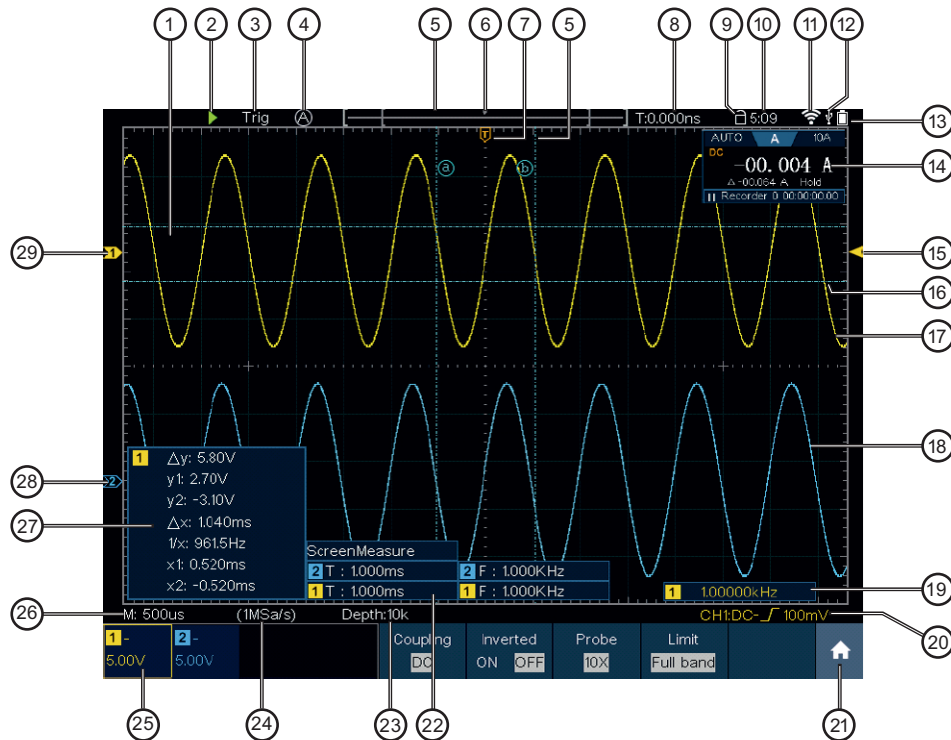 1 2 3 4 5 6 7 5 8 9 10 11 12
Trig A T:0.000ns 5:09
13
T
AUTO A 10A
DC
-00.004 A
14
△-00.064 A Hold
Recorder 0 00:00:00.00
a b
29 1 15
16
17
18
1 △y: 5.80V
y1: 2.70V
28 2 y2: -3.10V
27 △x: 1.040ms
1/x: 961.5Hz
x1: 0.520ms
x2: -0.520ms
ScreenMeasure
2 T : 1.000ms 2 F : 1.000KHz
1 T : 1.000ms 1 F : 1.000KHz
1 1.00000kHz 19
26 M: 500us (1MSa/s) Depth:10k CH1:DC- 100mV 20
1 - 2 -
5.00V 5.00V
Coupling Inverted Probe Limit
DC ON OFF 10X Full band
25 24 23 22 21